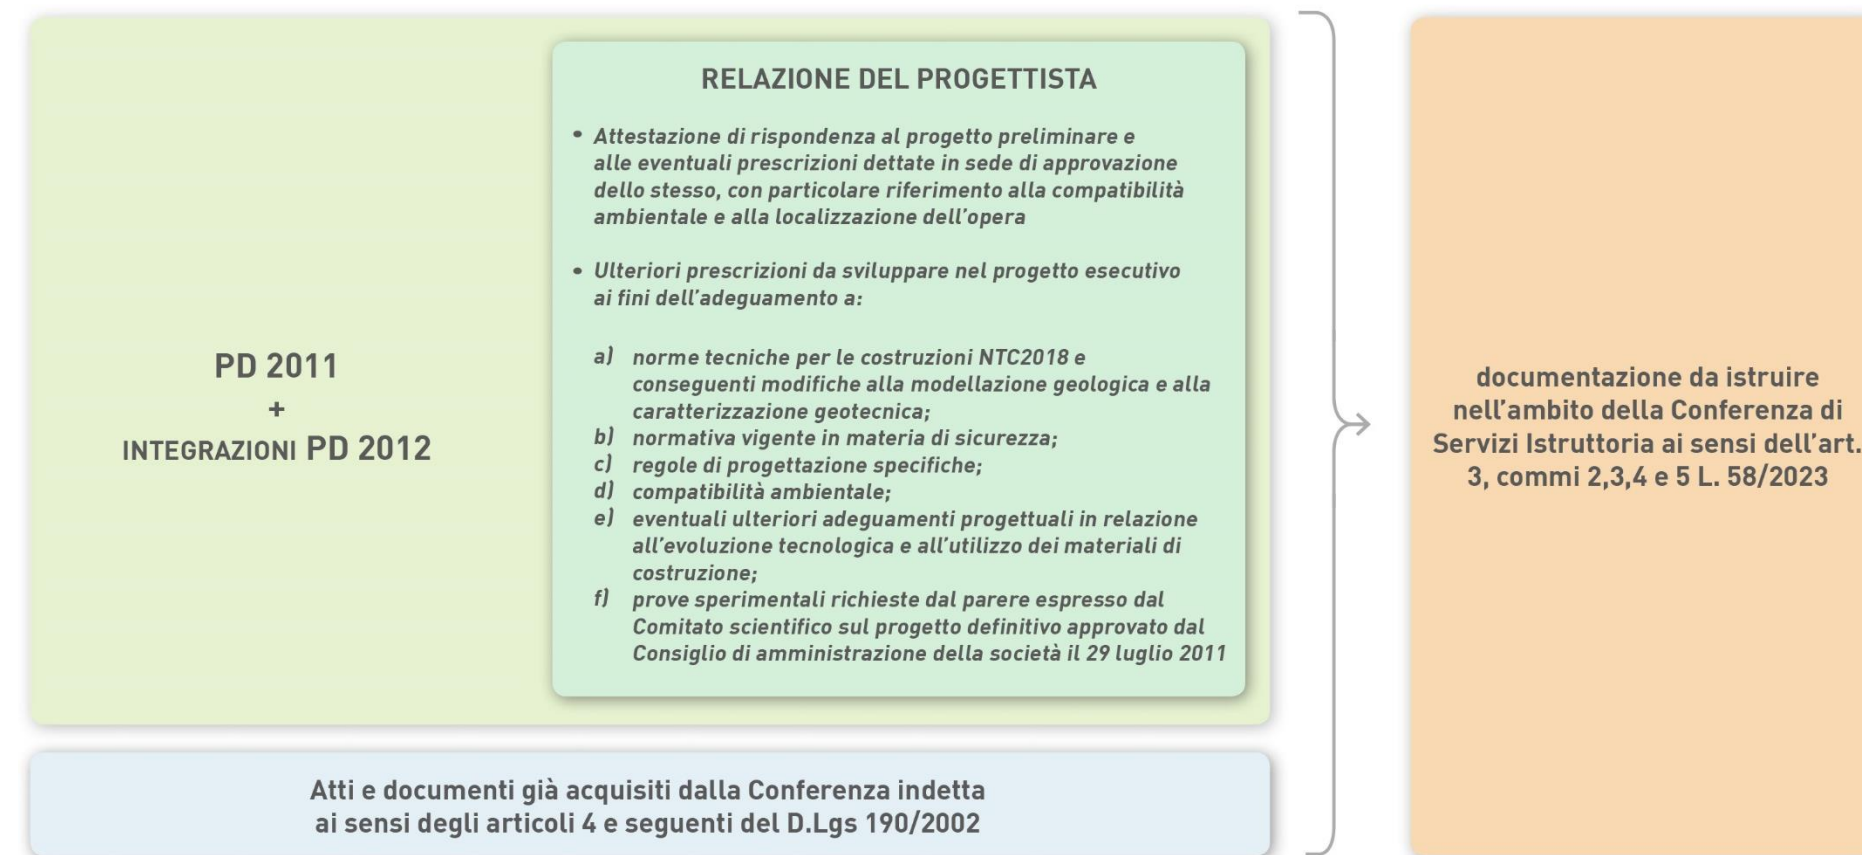 PD 2011
+
INTEGRAZIONI PD 2012
RELAZIONE DEL PROGETTISTA
• Attestazione di rispondenza al progetto preliminare e
alle eventuali prescrizioni dettate in sede di approvazione
dello stesso, con particolare riferimento alla compatibilità
ambientale e alla localizzazione dell'opera
• Ulteriori prescrizioni da sviluppare nel progetto esecutivo
ai fini dell'adeguamento a:
a) norme tecniche per le costruzioni NTC2018 e
conseguenti modifiche alla modellazione geologica e alla
caratterizzazione geotecnica;
b) normativa vigente in materia di sicurezza;
c) regole di progettazione specifiche;
d) compatibilità ambientale;
e) eventuali ulteriori adeguamenti progettuali in relazione
all'evoluzione tecnologica e all'utilizzo dei materiali di
costruzione;
f) prove sperimentali richieste dal parere espresso dal
Comitato scientifico sul progetto definitivo approvato dal
Consiglio di amministrazione della società il 29 luglio 2011
Atti e documenti già acquisiti dalla Conferenza indetta
ai sensi degli articoli 4 e seguenti del D.Lgs 190/2002
documentazione da istruire
nell'ambito della Conferenza di
Servizi Istruttoria ai sensi dell'art.
3, commi 2,3,4 e 5 L. 58/2023